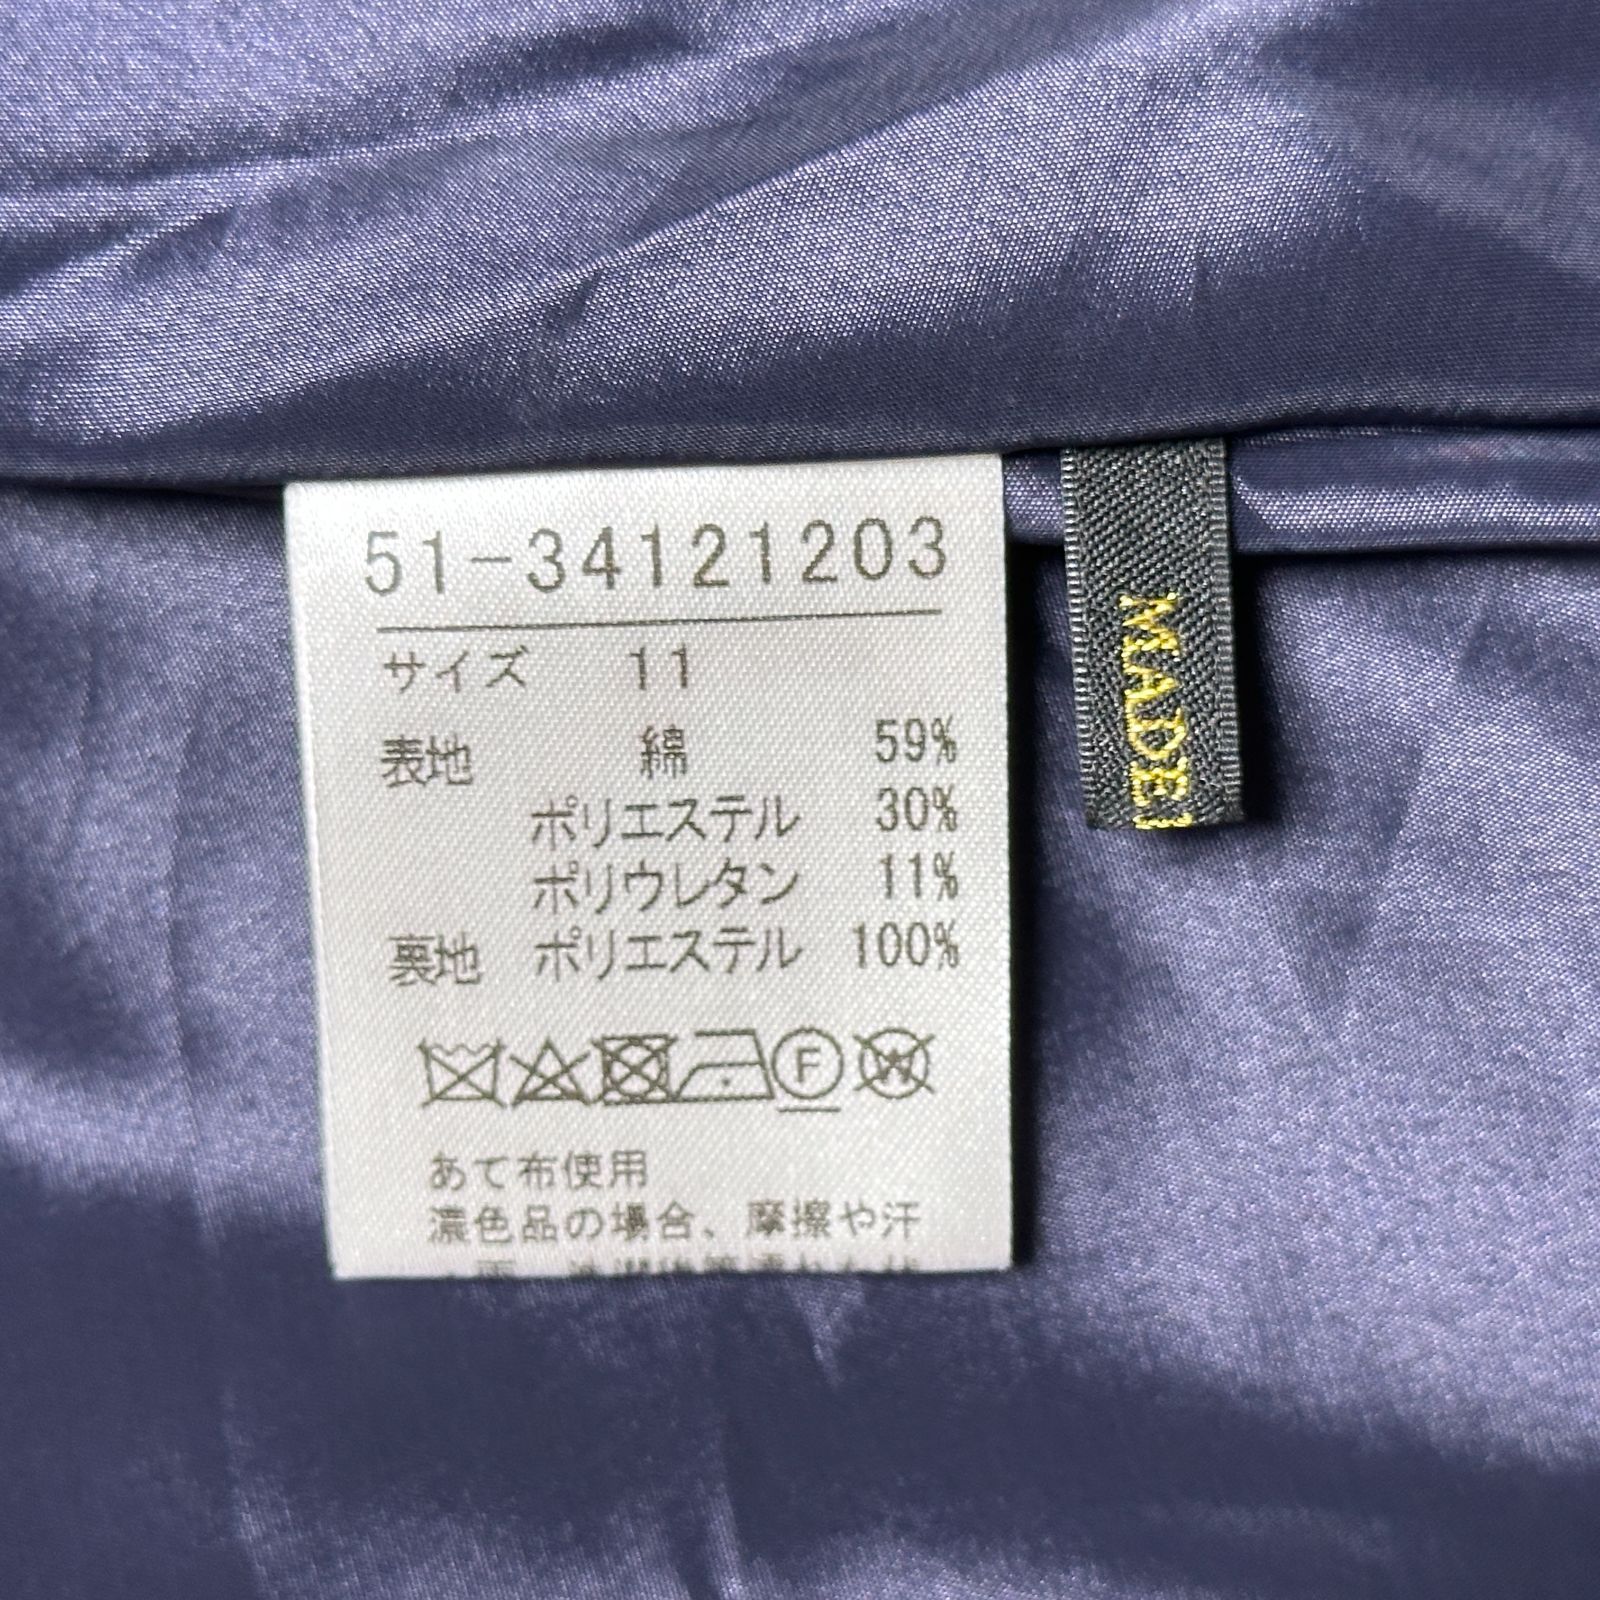 51-34121203
サイズ 11
表地 綿 59%
ポリエステル 30%
ポリウレタン 11%
裏地 ポリエステル 100%
F
W
あて布使用
濃色品の場合、摩擦や汗
MADE